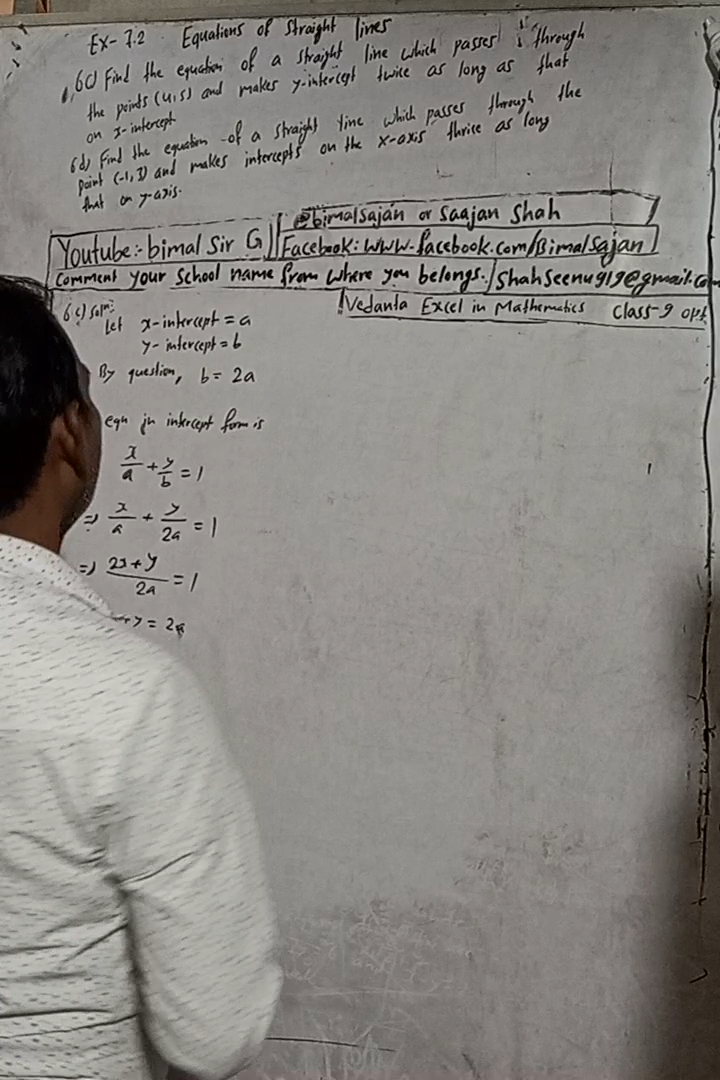 Ex- 7.2 Equations of Straight lines
6c) Find the equation of a straight line which passes through
the points (4,5) and makes y-intercept twice as long as that
on x-intercept
6d) Find the equation of a straight line which passes through the
point (-1, 3) and makes intercepts on the x-axis thrice as long
that on y-axis.
@bimalsajan or Saajan Shah
Youtube:- bimal Sir G Facebook: www.facebook.com/Bimalsajan
Comment your School name from where you belongs. / Shahseenu919@gmail.com
Vedanta Excel in Mathematics Class-9 opt
6c) Solⁿ:
Let x-intercept = a
y-intercept = b
By question, b = 2a
eqn in intercept form is
x/a + y/b = 1
=> x/a + y/2a = 1
=> 2x+y/2a = 1
+y = 2a